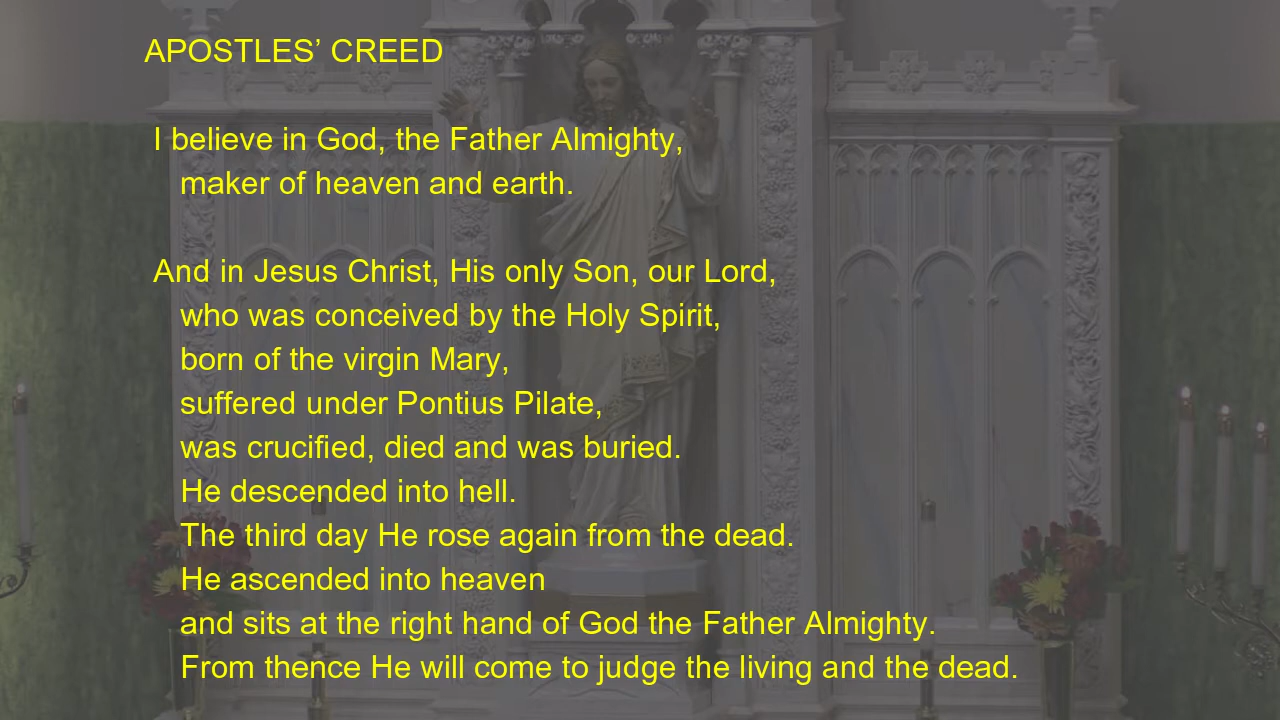 APOSTLES’ CREED
I believe in God, the Father Almighty,
maker of heaven and earth.
And in Jesus Christ, His only Son, our Lord,
who was conceived by the Holy Spirit,
born of the virgin Mary,
suffered under Pontius Pilate,
was crucified, died and was buried.
He descended into hell.
The third day He rose again from the dead.
He ascended into heaven
and sits at the right hand of God the Father Almighty.
From thence He will come to judge the living and the dead.